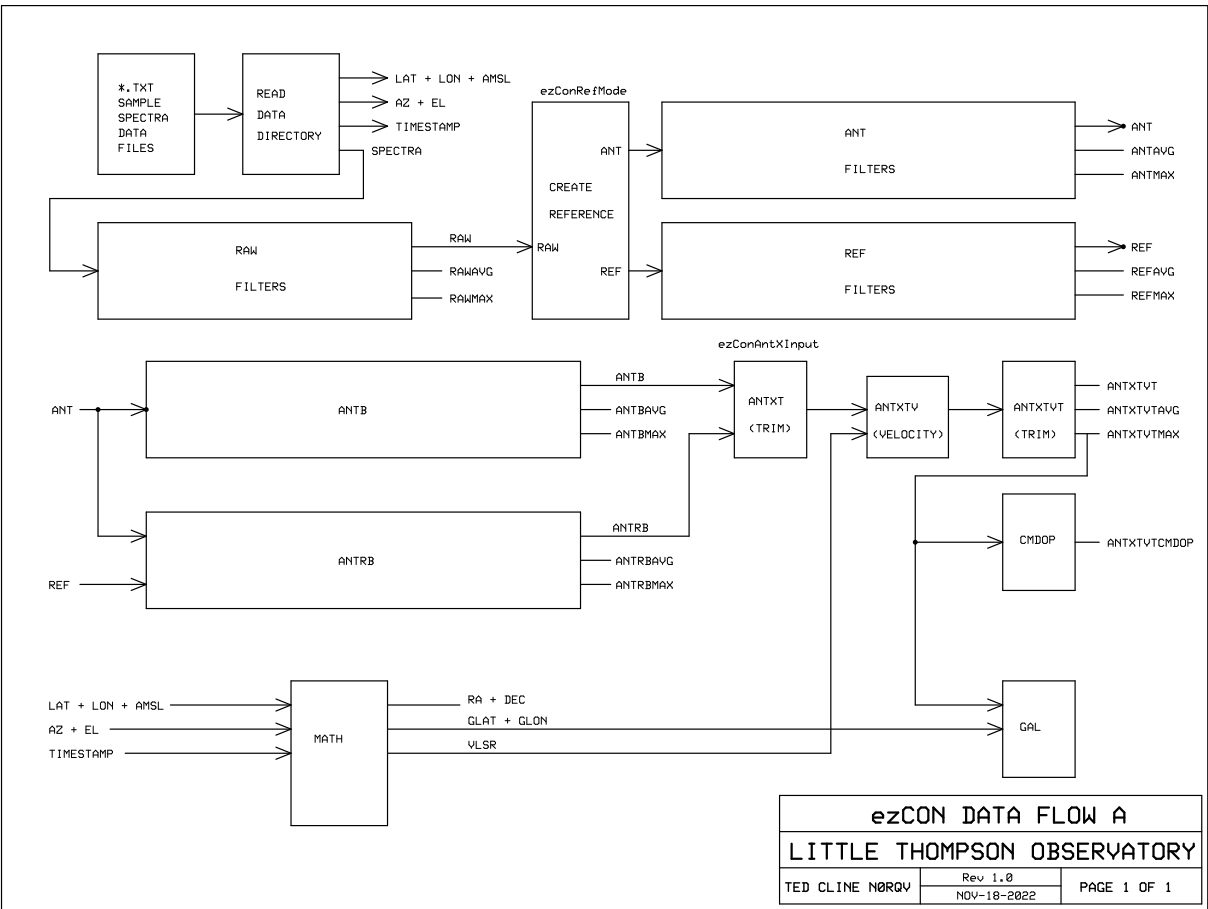 *.TXT
SAMPLE
SPECTRA
DATA
FILES
READ
DATA
DIRECTORY
LAT + LON + AMSL
AZ + EL
TIMESTAMP
SPECTRA
ezConRefMode
ANT
CREATE
REFERENCE
RAW
REF
ANT
FILTERS
ANT
ANTAVG
ANTMAX
RAW
FILTERS
RAW
RAWAVG
RAWMAX
REF
FILTERS
REF
REFAVG
REFMAX
ezConAntXInput
ANT
ANTB
ANTB
ANTBAVG
ANTBMAX
ANTXT
(TRIM)
ANTXTV
(VELOCITY)
ANTXTVT
(TRIM)
ANTXTVT
ANTXTVTAVG
ANTXTVTMAX
REF
ANTRB
ANTRB
ANTRBAVG
ANTRBMAX
CMDOP
ANTXTVTCMDOP
LAT + LON + AMSL
AZ + EL
TIMESTAMP
MATH
RA + DEC
GLAT + GLON
VLSR
GAL
ezCON DATA FLOW A
LITTLE THOMPSON OBSERVATORY
TED CLINE N0RQV
Rev 1.0
NOV-18-2022
PAGE 1 OF 1